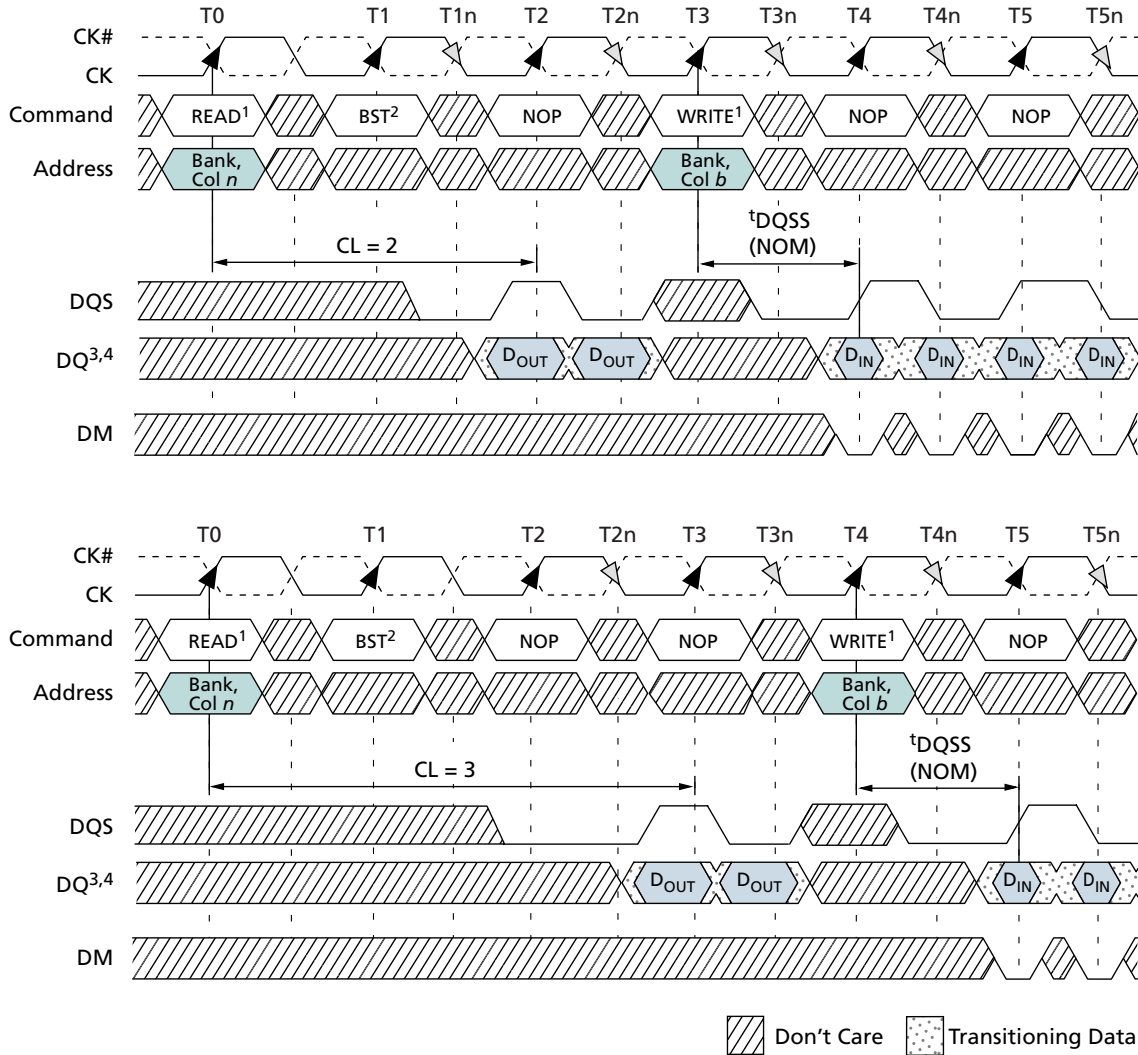 T0 T1 T1n T2 T2n T3 T3n T4 T4n T5 T5n
CK#
CK
Command READ¹ BST² NOP WRITE¹ NOP NOP
Address Bank, Col n Bank, Col b
CL = 2
ᵗDQSS
(NOM)
DQS
DQ³,⁴ DOUT DOUT DIN DIN DIN DIN
DM
T0 T1 T2 T2n T3 T3n T4 T4n T5 T5n
CK#
CK
Command READ¹ BST² NOP NOP WRITE¹ NOP
Address Bank, Col n Bank, Col b
CL = 3
ᵗDQSS
(NOM)
DQS
DQ³,⁴ DOUT DOUT DIN DIN
DM
Don't Care Transitioning Data